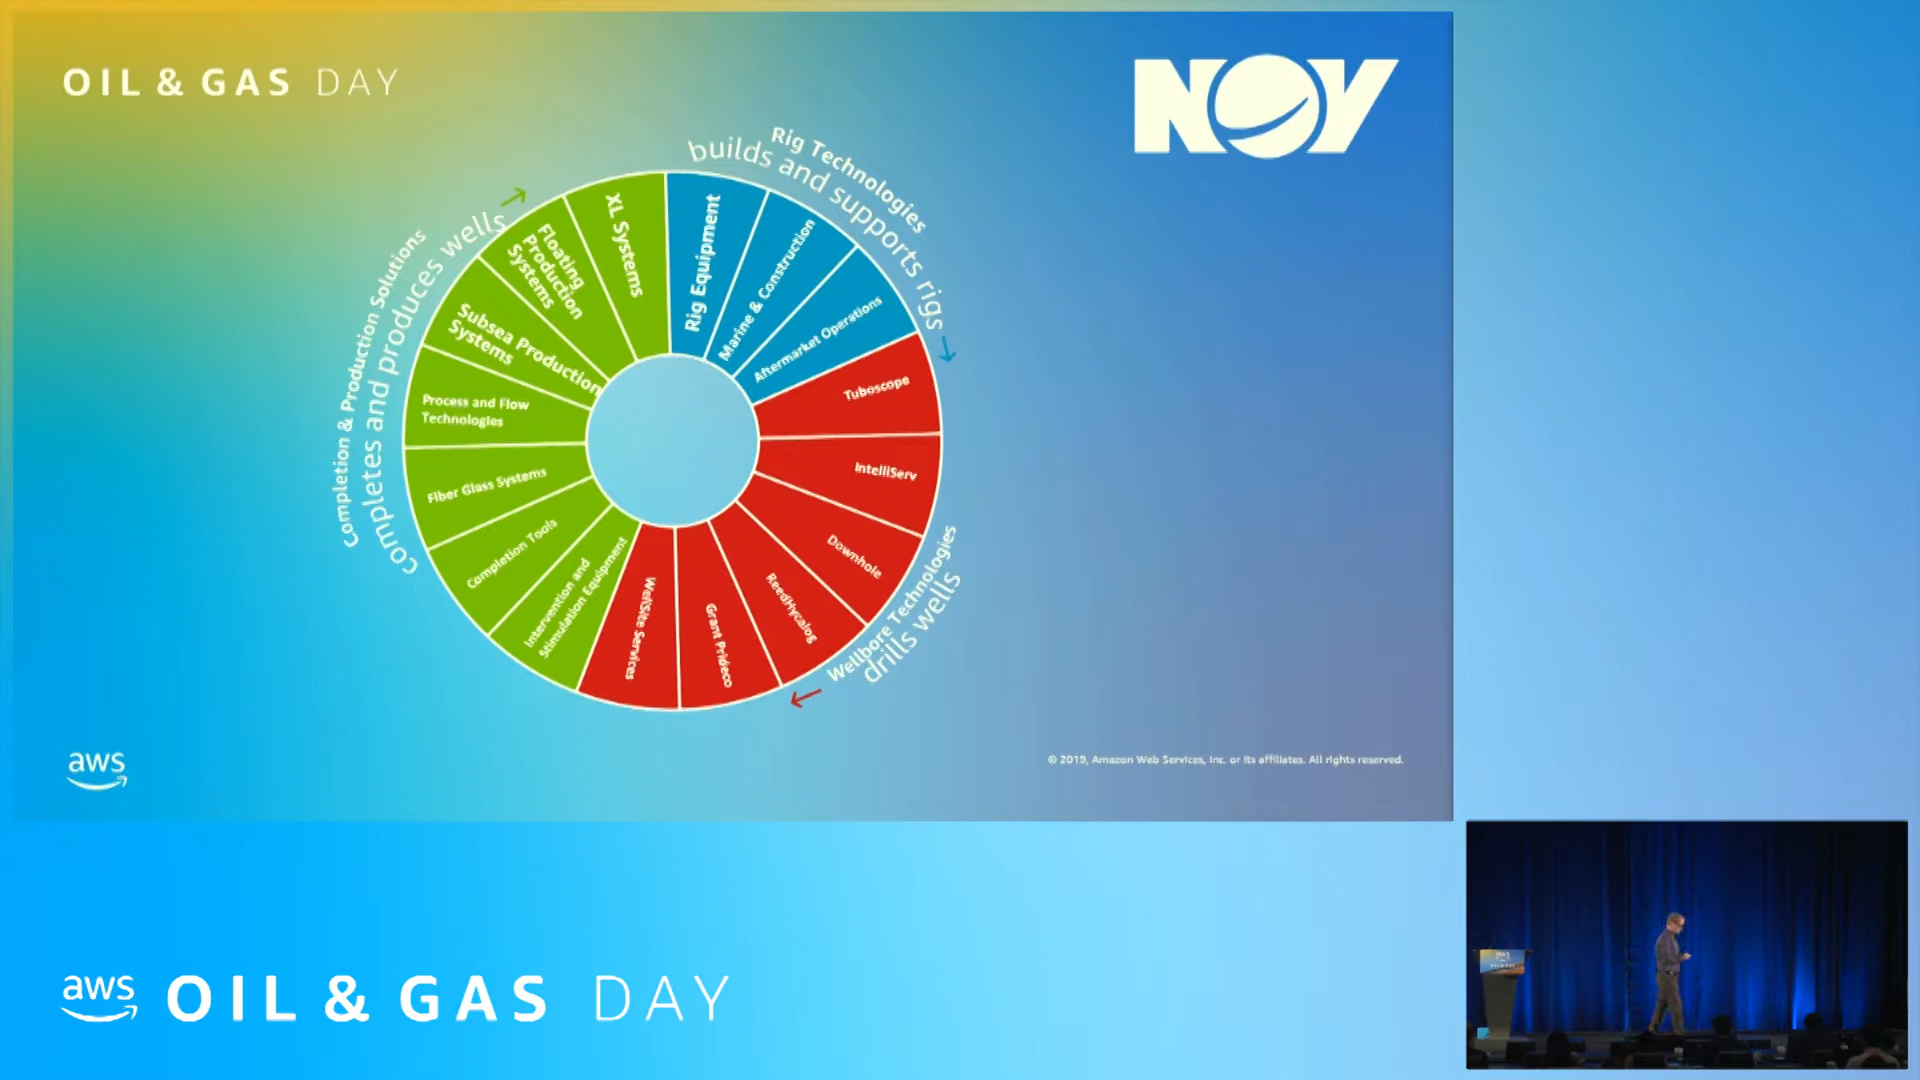 OIL & GAS DAY
NOV
Rig Technologies
builds and supports rigs
Completion & Production Solutions
completes and produces wells
Wellbore Technologies
drills wells
Rig Equipment
Marine & Construction
Aftermarket Operations
Tuboscope
IntelliServ
Downhole
ReedHycalog
Grant Prideco
WellSite Services
Intervention and
Stimulation Equipment
Completion Tools
Fiber Glass Systems
Process and Flow
Technologies
Subsea Production
Systems
Floating
Production
Systems
XL Systems
aws
© 2019, Amazon Web Services, Inc. or its affiliates. All rights reserved.
aws OIL & GAS DAY